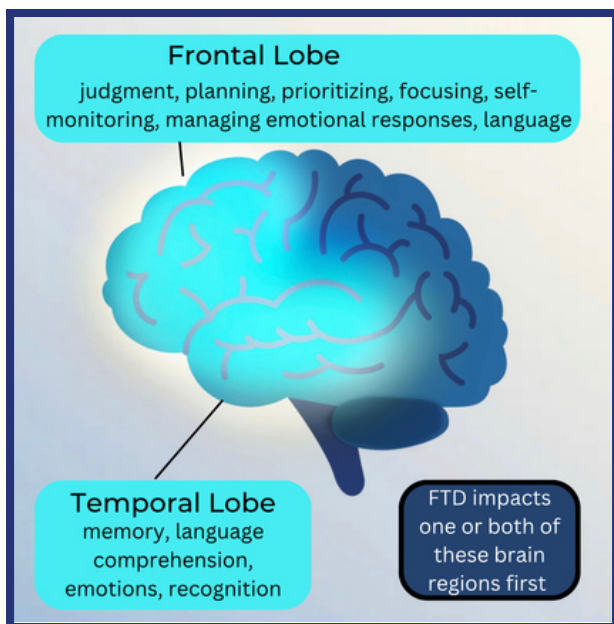 Frontal Lobe
judgment, planning, prioritizing, focusing, self-
monitoring, managing emotional responses, language
Temporal Lobe
memory, language
comprehension,
emotions, recognition
FTD impacts
one or both of
these brain
regions first